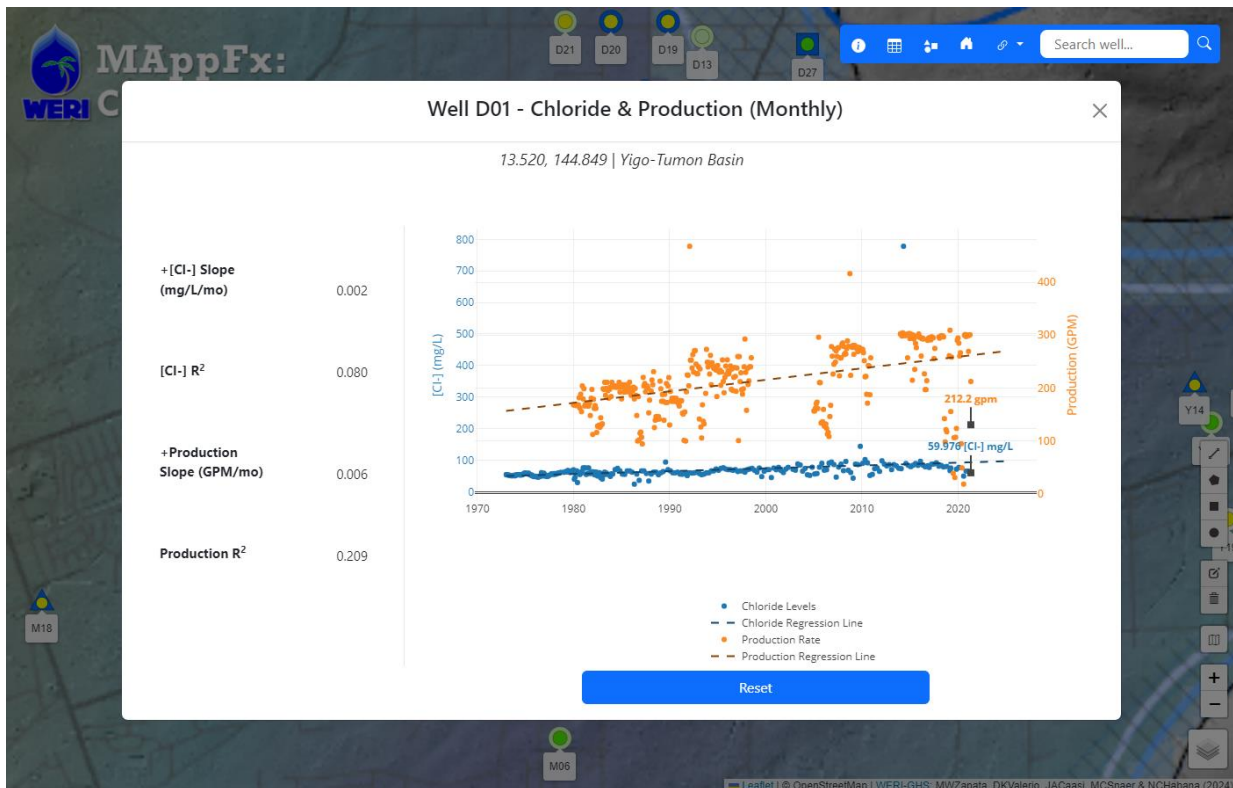 MAppFx:
WERI
C
D21
D20
D19
D13
D27
Search well...
Well D01 - Chloride & Production (Monthly)
13.520, 144.849 | Yigo-Tumon Basin
+[Cl-] Slope
(mg/L/mo)
0.002
[Cl-] R²
0.080
+Production
Slope (GPM/mo)
0.006
Production R²
0.209
[Cl-] (mg/L)
800
700
600
500
400
300
200
100
0
1970
1980
1990
2000
2010
2020
400
300
200
100
0
Production (GPM)
212.2 gpm
59.976 [Cl-] mg/L
Chloride Levels
Chloride Regression Line
Production Rate
Production Regression Line
Reset
Y14
M18
M06
+
−
Leaflet | © OpenStreetMap | WERI-GHS: MWZapata, DKValerio, JACaasi, MCSnaer & NCHabana (2024)